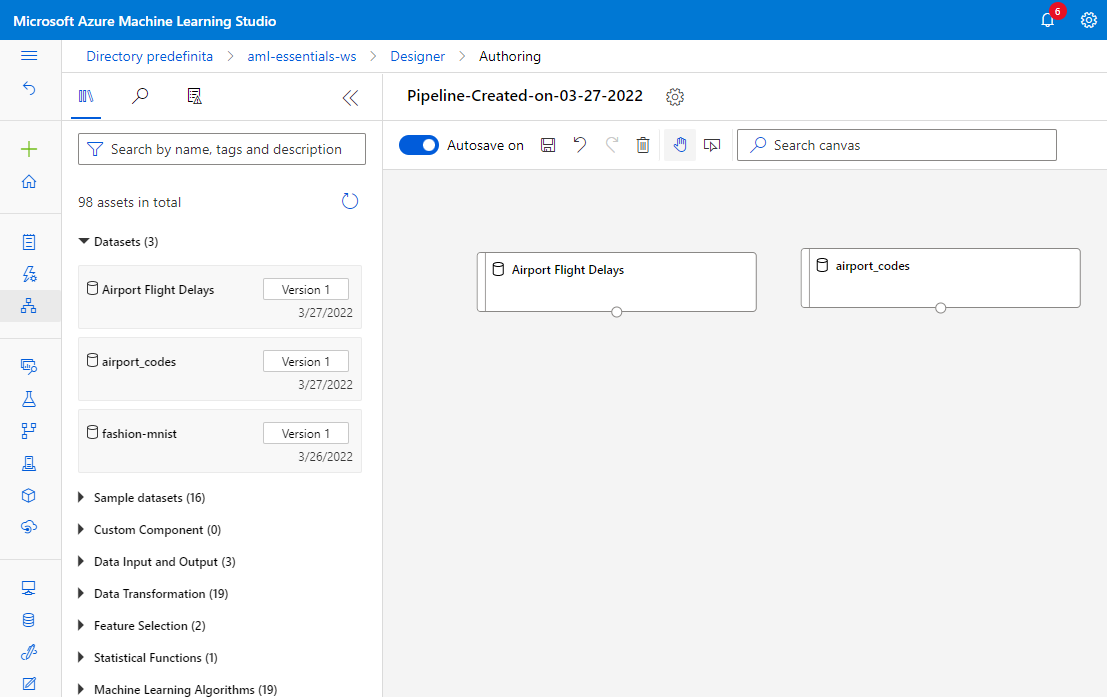 Microsoft Azure Machine Learning Studio
6
Directory predefinita > aml-essentials-ws > Designer > Authoring
Pipeline-Created-on-03-27-2022
Autosave on
Search canvas
Search by name, tags and description
98 assets in total
Datasets (3)
Airport Flight Delays
Version 1
3/27/2022
airport_codes
Version 1
3/27/2022
fashion-mnist
Version 1
3/26/2022
Sample datasets (16)
Custom Component (0)
Data Input and Output (3)
Data Transformation (19)
Feature Selection (2)
Statistical Functions (1)
Machine Learning Algorithms (19)
Airport Flight Delays
airport_codes